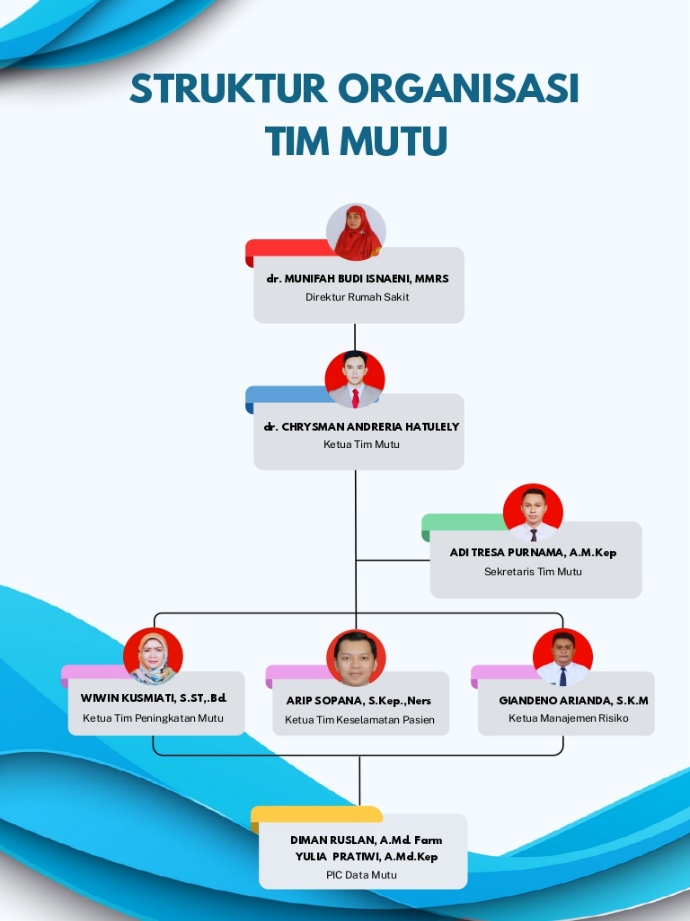 STRUKTUR ORGANISASI
TIM MUTU
dr. MUNIFAH BUDI ISNAENI, MMRS
Direktur Rumah Sakit
dr. CHRYSMAN ANDRERIA HATULELY
Ketua Tim Mutu
ADI TRESA PURNAMA, A.M.Kep
Sekretaris Tim Mutu
WIWIN KUSMIATI, S.ST,.Bd.
Ketua Tim Peningkatan Mutu
ARIP SOPANA, S.Kep.,Ners
Ketua Tim Keselamatan Pasien
GIANDENO ARIANDA, S.K.M
Ketua Manajemen Risiko
DIMAN RUSLAN, A.Md. Farm
YULIA PRATIWI, A.Md.Kep
PIC Data Mutu